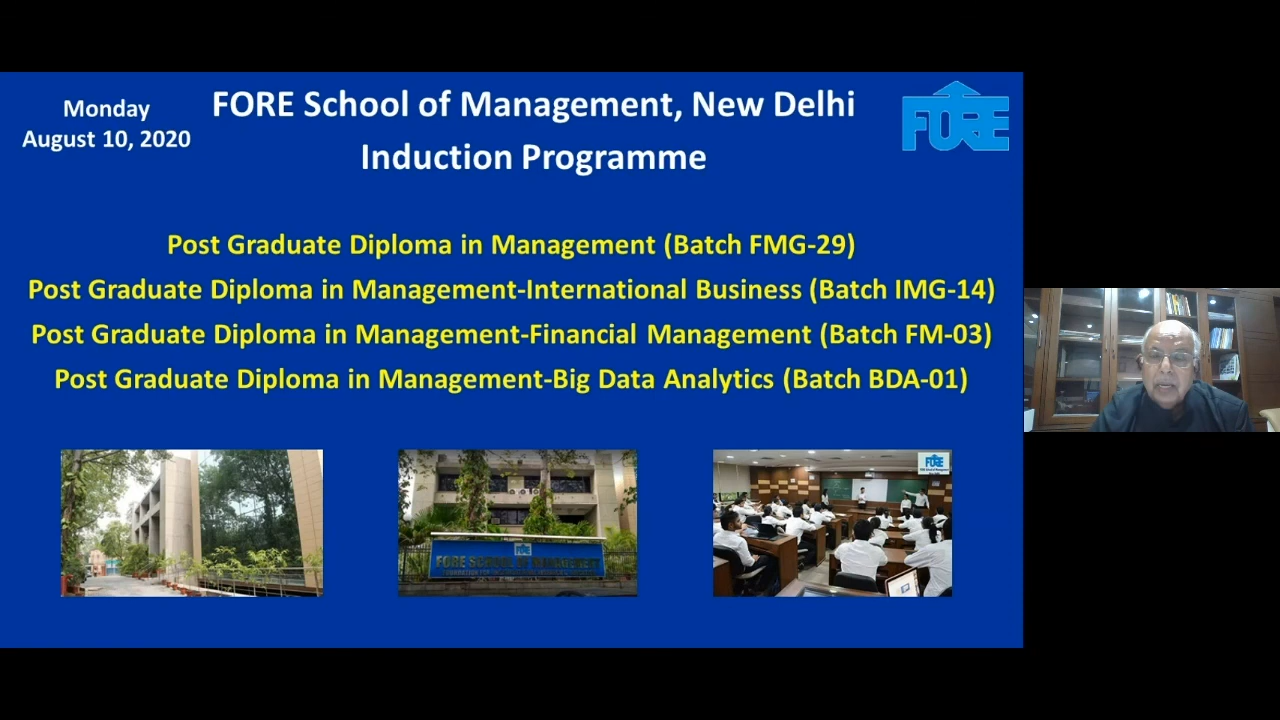 Monday
August 10, 2020
FORE School of Management, New Delhi
Induction Programme
FORE
Post Graduate Diploma in Management (Batch FMG-29)
Post Graduate Diploma in Management-International Business (Batch IMG-14)
Post Graduate Diploma in Management-Financial Management (Batch FM-03)
Post Graduate Diploma in Management-Big Data Analytics (Batch BDA-01)
FORE
FORE SCHOOL OF MANAGEMENT
FORE